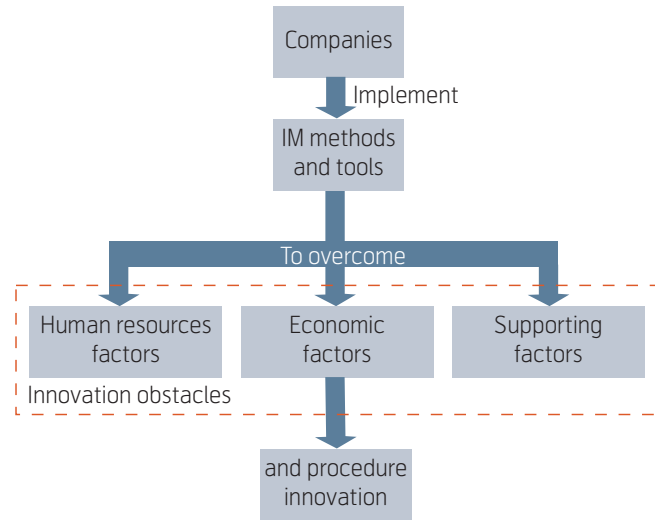 Companies
Implement
IM methods
and tools
To overcome
Human resources
factors
Economic
factors
Supporting
factors
Innovation obstacles
and procedure
innovation